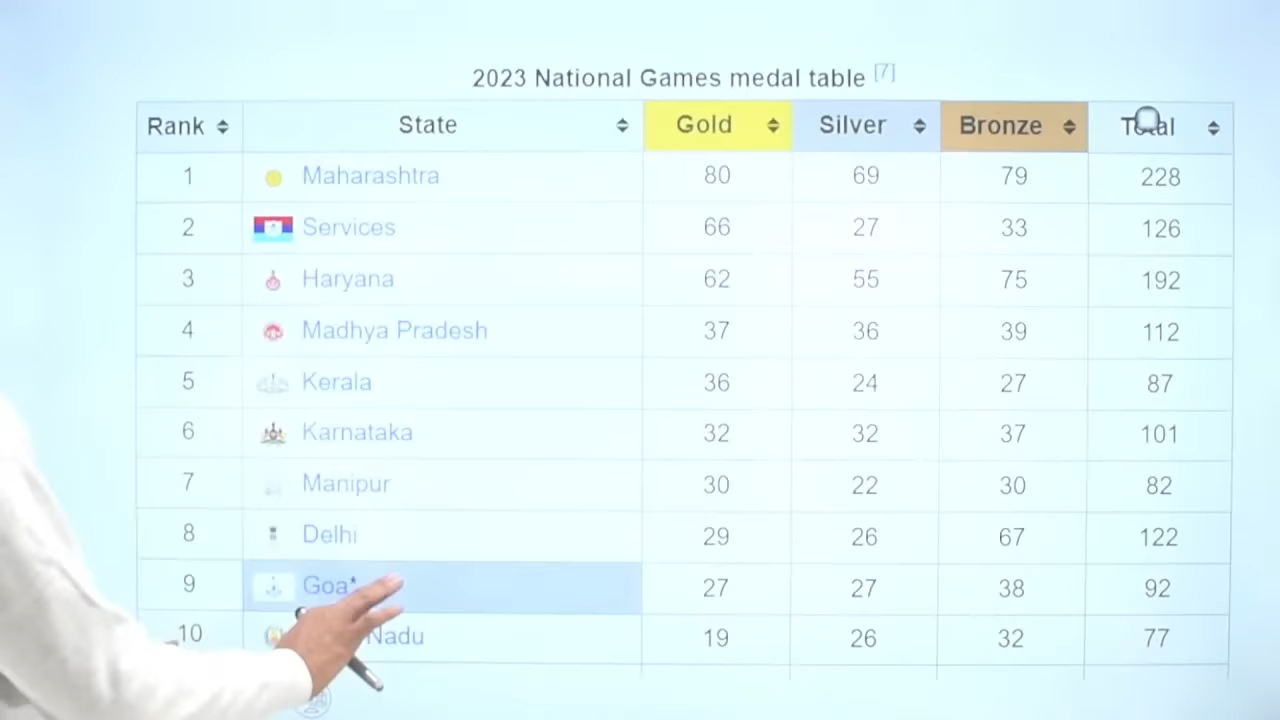 2023 National Games medal table [7]
Rank State Gold Silver Bronze Total
1 Maharashtra 80 69 79 228
2 Services 66 27 33 126
3 Haryana 62 55 75 192
4 Madhya Pradesh 37 36 39 112
5 Kerala 36 24 27 87
6 Karnataka 32 32 37 101
7 Manipur 30 22 30 82
8 Delhi 29 26 67 122
9 Goa* 27 27 38 92
10 Nadu 19 26 32 77